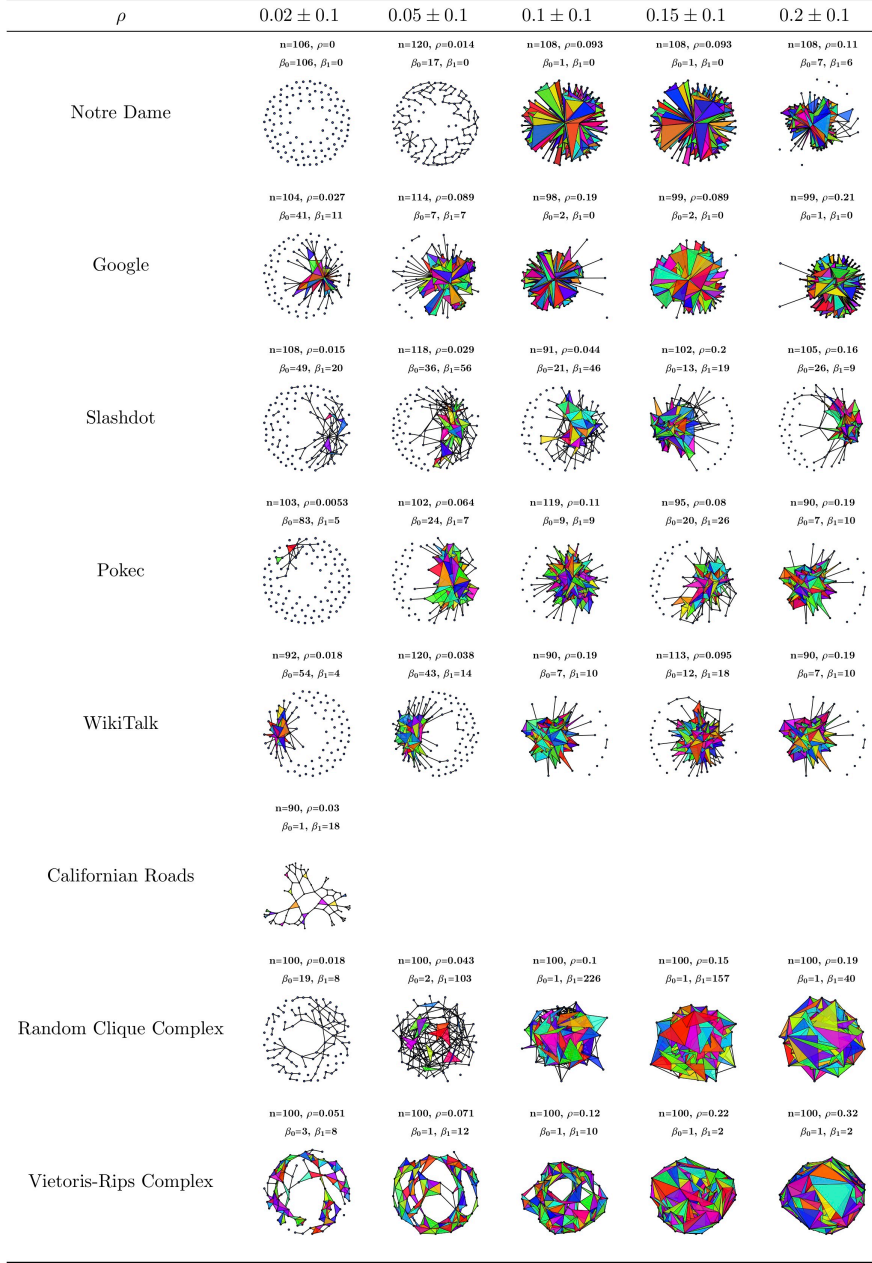 ρ 0.02 ± 0.1 0.05 ± 0.1 0.1 ± 0.1 0.15 ± 0.1 0.2 ± 0.1
n=106, ρ=0 n=120, ρ=0.014 n=108, ρ=0.093 n=108, ρ=0.093 n=108, ρ=0.11
β₀=106, β₁=0 β₀=17, β₁=0 β₀=1, β₁=0 β₀=1, β₁=0 β₀=7, β₁=6
Notre Dame
n=104, ρ=0.027 n=114, ρ=0.089 n=98, ρ=0.19 n=99, ρ=0.089 n=99, ρ=0.21
β₀=41, β₁=11 β₀=7, β₁=7 β₀=2, β₁=0 β₀=2, β₁=0 β₀=1, β₁=0
Google
n=108, ρ=0.015 n=118, ρ=0.029 n=91, ρ=0.044 n=102, ρ=0.2 n=105, ρ=0.16
β₀=49, β₁=20 β₀=36, β₁=56 β₀=21, β₁=46 β₀=13, β₁=19 β₀=26, β₁=9
Slashdot
n=103, ρ=0.0053 n=102, ρ=0.064 n=119, ρ=0.11 n=95, ρ=0.08 n=90, ρ=0.19
β₀=83, β₁=5 β₀=24, β₁=7 β₀=9, β₁=9 β₀=20, β₁=26 β₀=7, β₁=10
Pokec
n=92, ρ=0.018 n=120, ρ=0.038 n=90, ρ=0.19 n=113, ρ=0.095 n=90, ρ=0.19
β₀=54, β₁=4 β₀=43, β₁=14 β₀=7, β₁=10 β₀=12, β₁=18 β₀=7, β₁=10
WikiTalk
n=90, ρ=0.03
β₀=1, β₁=18
Californian Roads
n=100, ρ=0.018 n=100, ρ=0.043 n=100, ρ=0.1 n=100, ρ=0.15 n=100, ρ=0.19
β₀=19, β₁=8 β₀=2, β₁=103 β₀=1, β₁=226 β₀=1, β₁=157 β₀=1, β₁=40
Random Clique Complex
n=100, ρ=0.051 n=100, ρ=0.071 n=100, ρ=0.12 n=100, ρ=0.22 n=100, ρ=0.32
β₀=3, β₁=8 β₀=1, β₁=12 β₀=1, β₁=10 β₀=1, β₁=2 β₀=1, β₁=2
Vietoris-Rips Complex